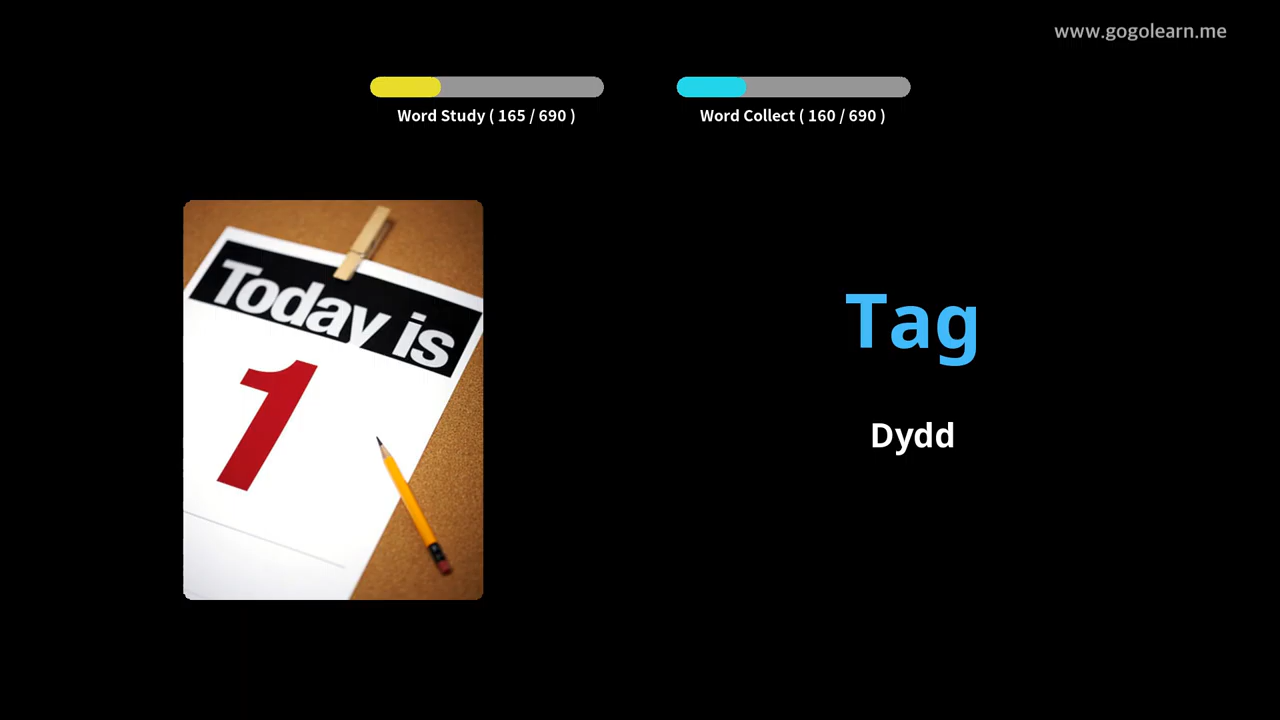 www.gogolearn.me
Word Study ( 165 / 690 )
Word Collect ( 160 / 690 )
Today is
1
Tag
Dydd